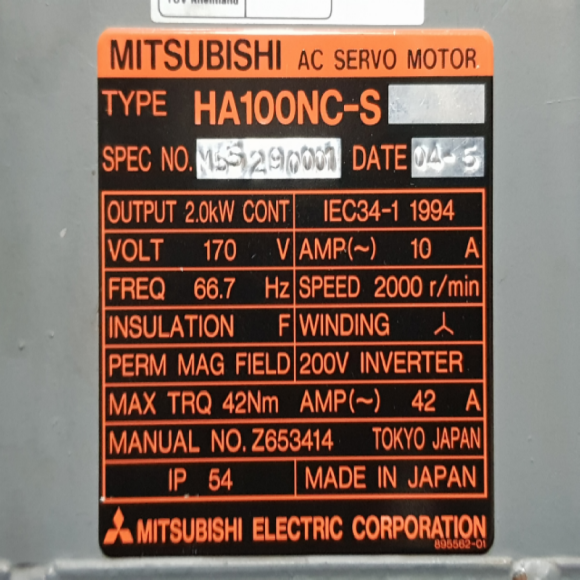 TÜV Rheinland
MITSUBISHI AC SERVO MOTOR
TYPE HA100NC-S
SPEC NO. DATE 04-5
OUTPUT 2.0kW CONT IEC34-1 1994
VOLT 170 V AMP(~) 10 A
FREQ 66.7 Hz SPEED 2000 r/min
INSULATION F WINDING
PERM MAG FIELD 200V INVERTER
MAX TRQ 42Nm AMP(~) 42 A
MANUAL NO. Z653414 TOKYO JAPAN
IP 54 MADE IN JAPAN
MITSUBISHI ELECTRIC CORPORATION
895562-01